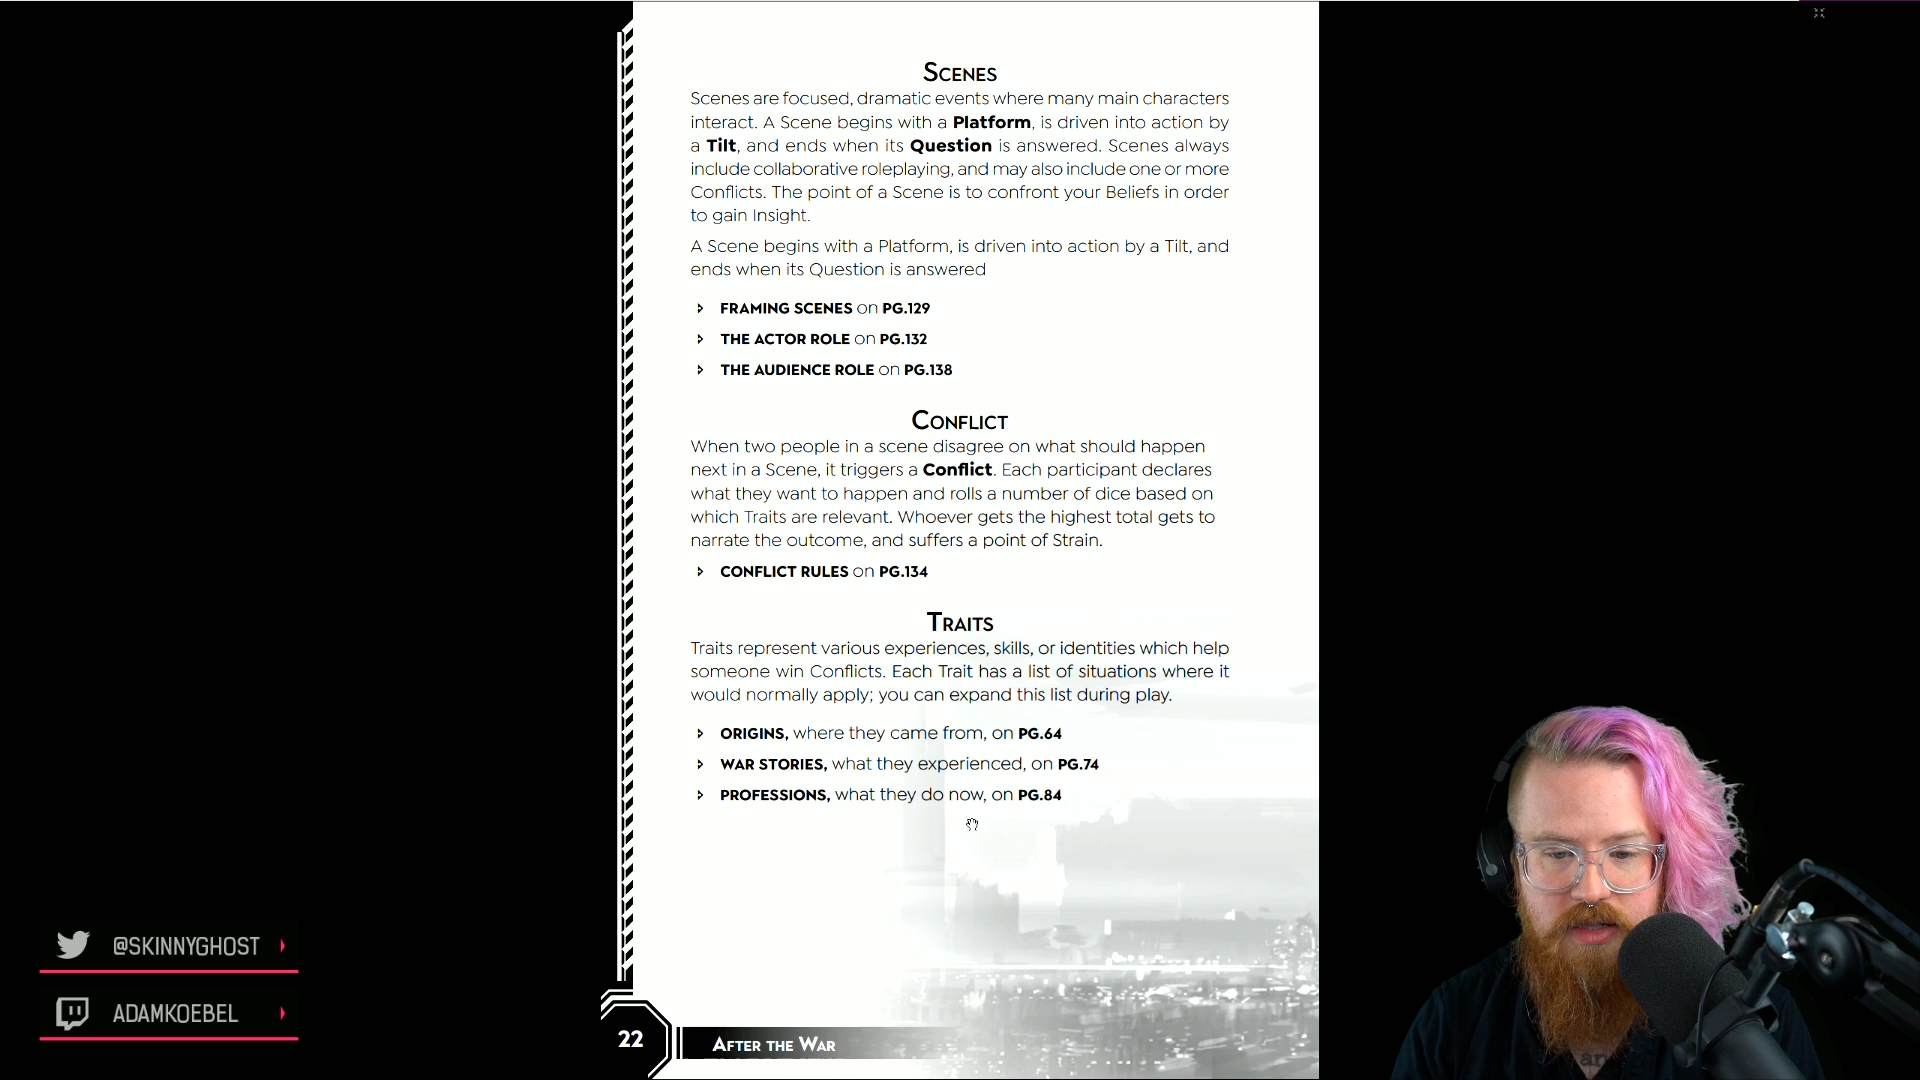 Scenes
Scenes are focused, dramatic events where many main characters
interact. A Scene begins with a Platform, is driven into action by
a Tilt, and ends when its Question is answered. Scenes always
include collaborative roleplaying, and may also include one or more
Conflicts. The point of a Scene is to confront your Beliefs in order
to gain Insight.
A Scene begins with a Platform, is driven into action by a Tilt, and
ends when its Question is answered
FRAMING SCENES on PG.129
THE ACTOR ROLE on PG.132
THE AUDIENCE ROLE on PG.138
Conflict
When two people in a scene disagree on what should happen
next in a Scene, it triggers a Conflict. Each participant declares
what they want to happen and rolls a number of dice based on
which Traits are relevant. Whoever gets the highest total gets to
narrate the outcome, and suffers a point of Strain.
CONFLICT RULES on PG.134
Traits
Traits represent various experiences, skills, or identities which help
someone win Conflicts. Each Trait has a list of situations where it
would normally apply; you can expand this list during play.
ORIGINS, where they came from, on PG.64
WAR STORIES, what they experienced, on PG.74
PROFESSIONS, what they do now, on PG.84
22 After the War
@SKINNYGHOST
ADAMKOEBEL